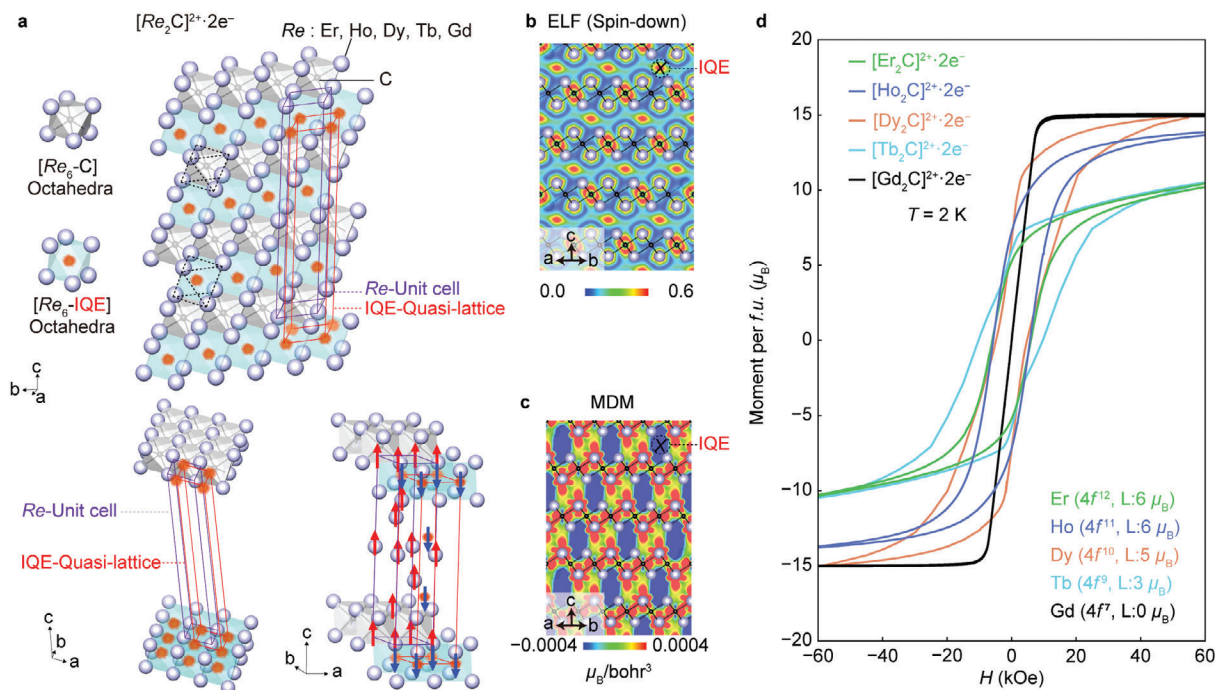 a
[Re₂C]²⁺·2e⁻
Re : Er, Ho, Dy, Tb, Gd
C
[Re₆-C]
Octahedra
[Re₆-IQE]
Octahedra
Re-Unit cell
IQE-Quasi-lattice
c
b
a
Re-Unit cell
IQE-Quasi-lattice
c
b
a
c
b
a
b
ELF (Spin-down)
IQE
c
a
b
0.0
0.6
c
MDM
IQE
c
a
b
−0.0004
0.0004
μB/bohr³
d
Moment per f.u. (μB)
20
15
10
5
0
−5
−10
−15
−20
[Er₂C]²⁺·2e⁻
[Ho₂C]²⁺·2e⁻
[Dy₂C]²⁺·2e⁻
[Tb₂C]²⁺·2e⁻
[Gd₂C]²⁺·2e⁻
T = 2 K
Er (4f¹², L:6 μB)
Ho (4f¹¹, L:6 μB)
Dy (4f¹⁰, L:5 μB)
Tb (4f⁹, L:3 μB)
Gd (4f⁷, L:0 μB)
−60
−40
−20
0
20
40
60
H (kOe)